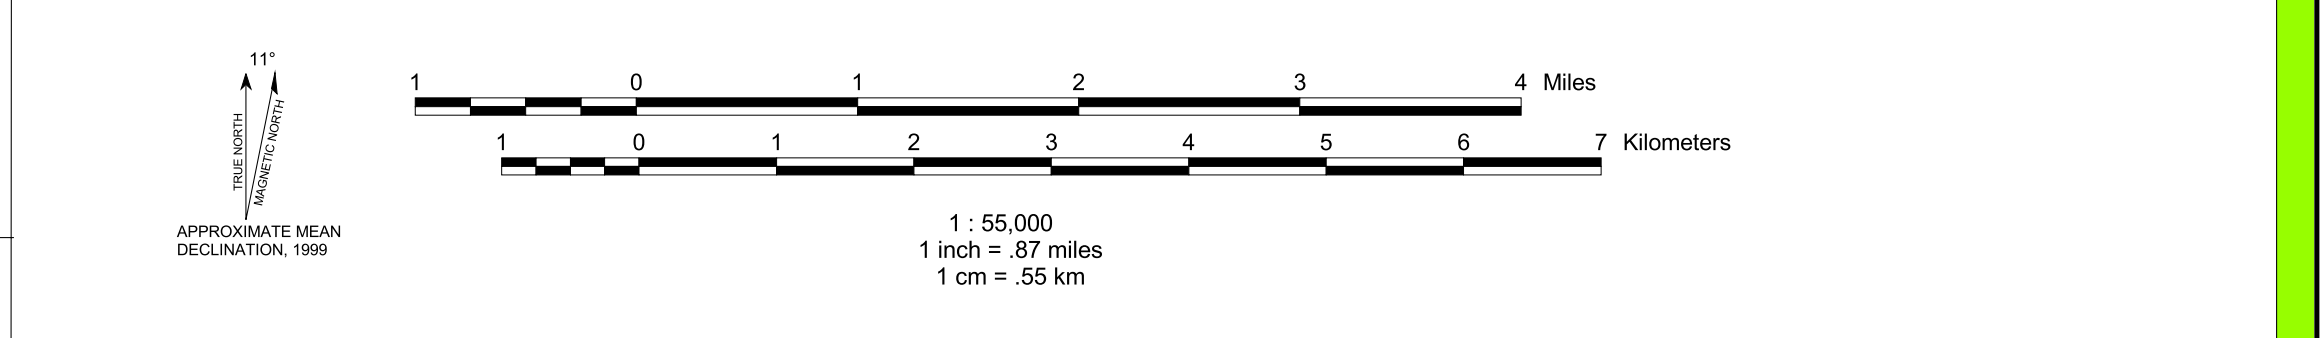 11°
TRUE NORTH
MAGNETIC NORTH
APPROXIMATE MEAN
DECLINATION, 1999
1 0 1 2 3 4 Miles
1 0 1 2 3 4 5 6 7 Kilometers
1 : 55,000
1 inch = .87 miles
1 cm = .55 km